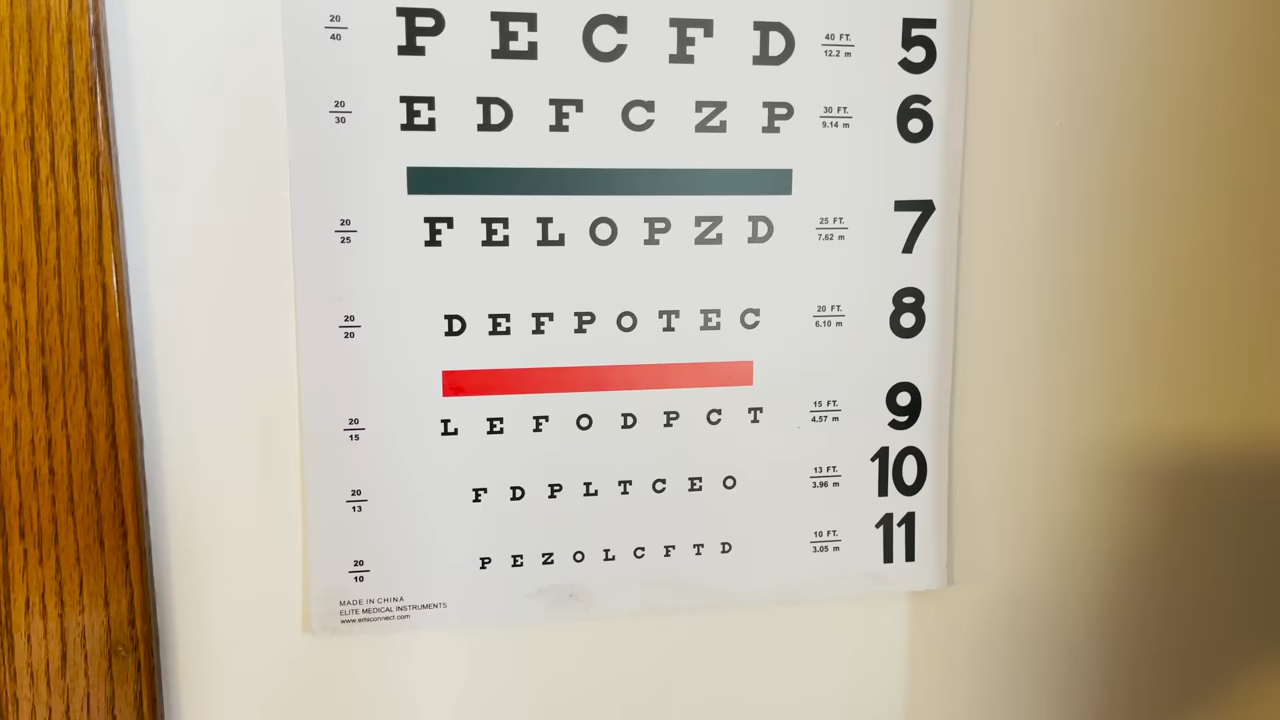 20/40 P E C F D 40 FT. 12.2 m 5
20/30 E D F C Z P 30 FT. 9.14 m 6
20/25 F E L O P Z D 25 FT. 7.62 m 7
20/20 D E F P O T E C 20 FT. 6.10 m 8
20/15 L E F O D P C T 15 FT. 4.57 m 9
20/13 F D P L T C E O 13 FT. 3.96 m 10
20/10 P E Z O L C F T D 10 FT. 3.05 m 11
MADE IN CHINA
ELITE MEDICAL INSTRUMENTS
www.emiconnect.com